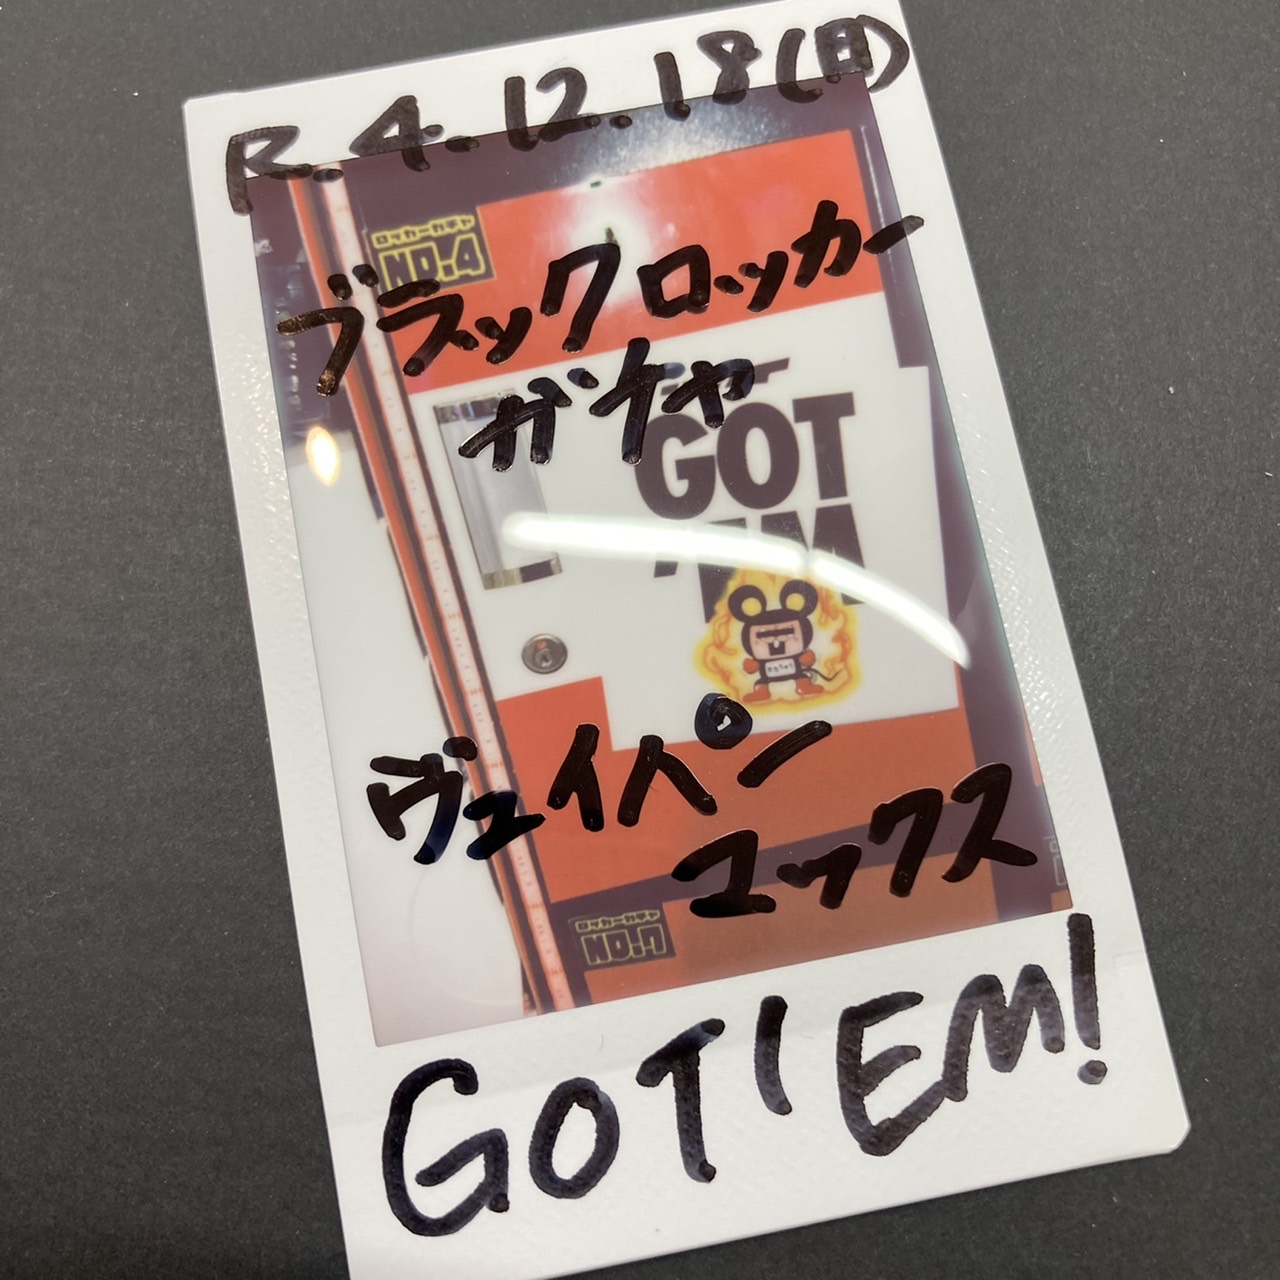 R.4.12.18(日)
ロッカーガチャ
NO.4
ブラックロッカー
ガチャ
GOT
ヴェイパー
マックス
ロッカーガチャ
NO.7
GOT'EM!